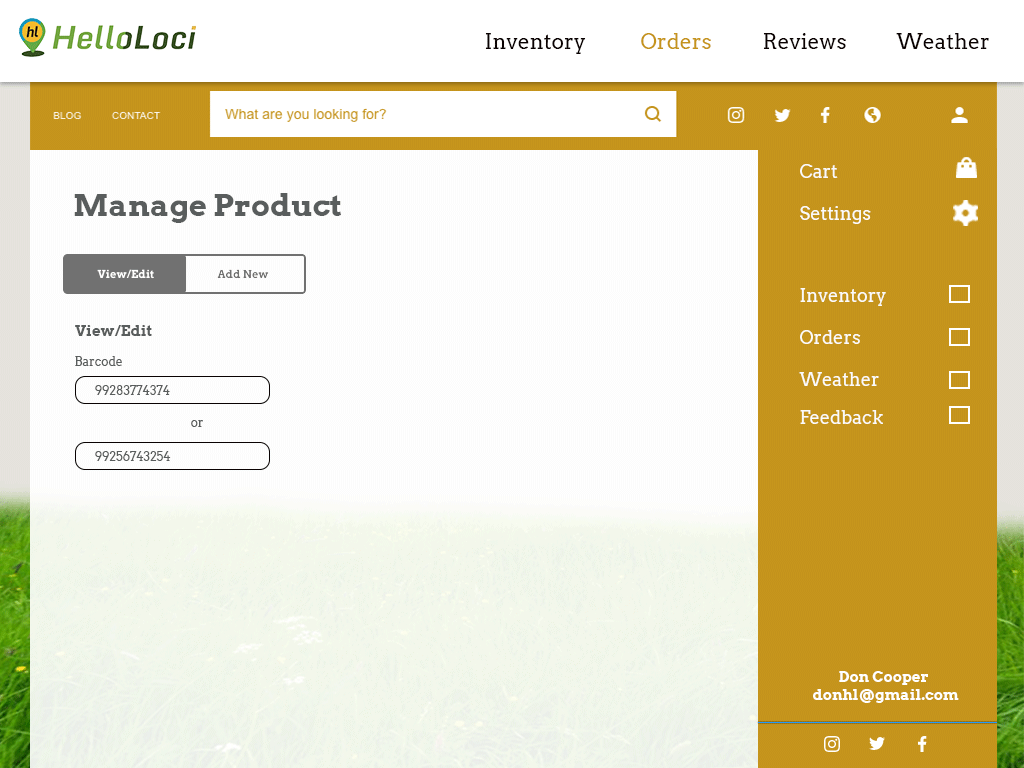 hl HelloLoci
Inventory Orders Reviews Weather
BLOG CONTACT What are you looking for?
Cart
Manage Product
Settings
View/Edit Add New
Inventory
View/Edit
Orders
Barcode
99283774374
Weather
or
Feedback
99256743254
Don Cooper
donhl@gmail.com